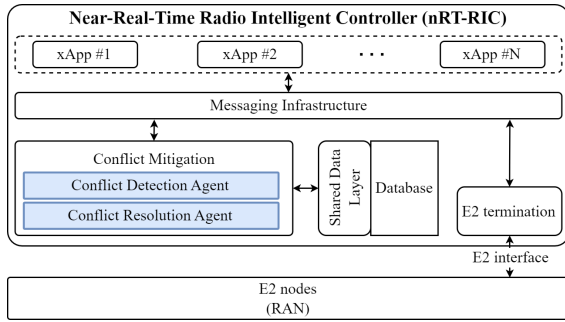 Near-Real-Time Radio Intelligent Controller (nRT-RIC)
xApp #1
xApp #2
. . .
xApp #N
Messaging Infrastructure
Conflict Mitigation
Conflict Detection Agent
Conflict Resolution Agent
Shared Data
Layer
Database
E2 termination
E2 interface
E2 nodes
(RAN)